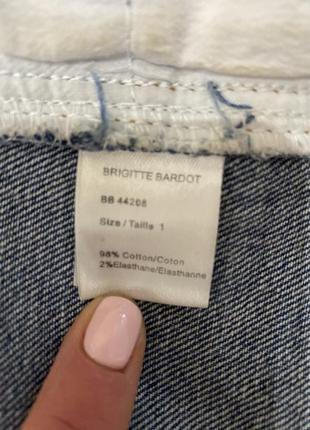 BRIGITTE BARDOT
BB 44208
Size / Taille 1
98% Cotton/Coton
2%Elasthane/Elasthanne